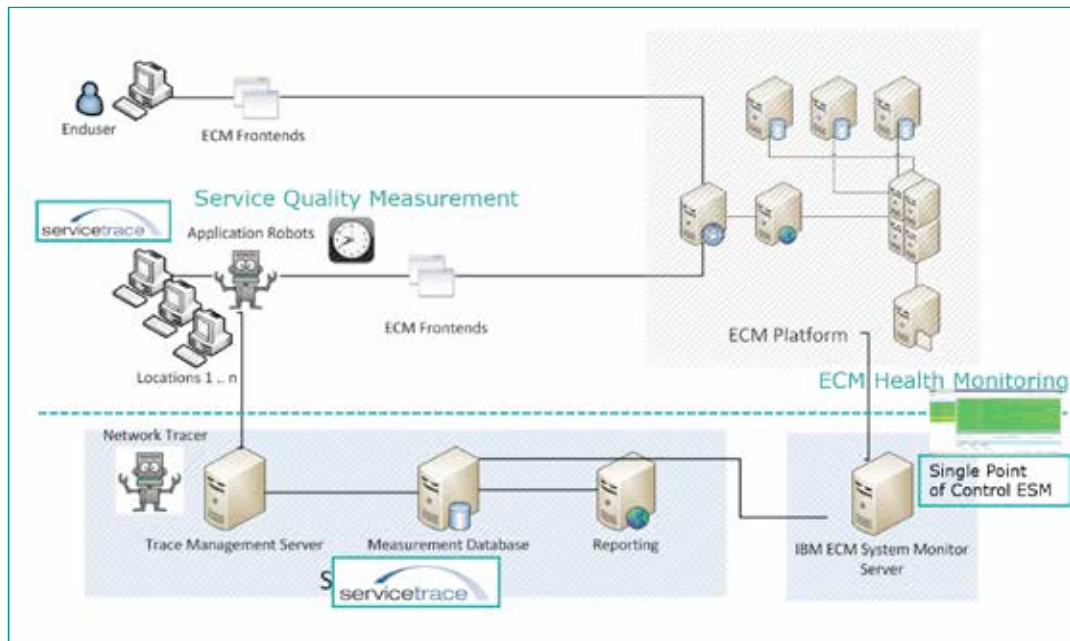 Enduser
ECM Frontends
Service Quality Measurement
servicetrace
Application Robots
ECM Frontends
Locations 1 .. n
ECM Platform
ECM Health Monitoring
Network Tracer
Trace Management Server
Measurement Database
Reporting
Single Point
of Control ESM
IBM ECM System Monitor
Server
S
servicetrace